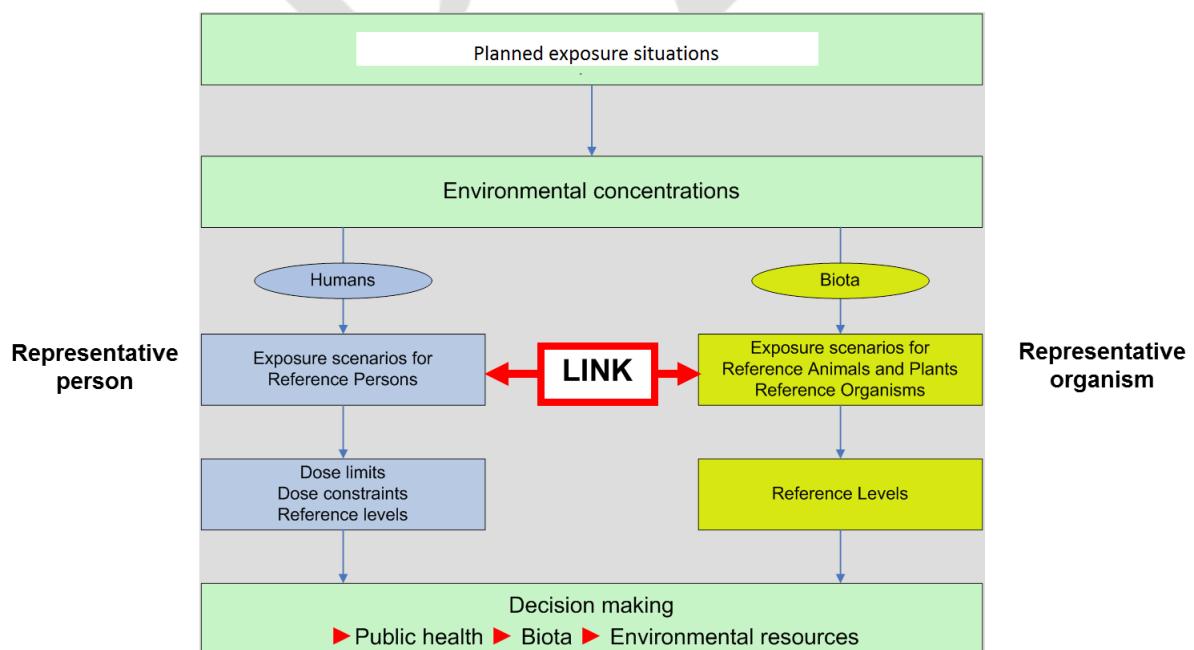 Planned exposure situations
Environmental concentrations
Humans
Biota
Representative
person
Exposure scenarios for
Reference Persons
LINK
Exposure scenarios for
Reference Animals and Plants
Reference Organisms
Representative
organism
Dose limits
Dose constraints
Reference levels
Reference Levels
Decision making
Public health Biota Environmental resources